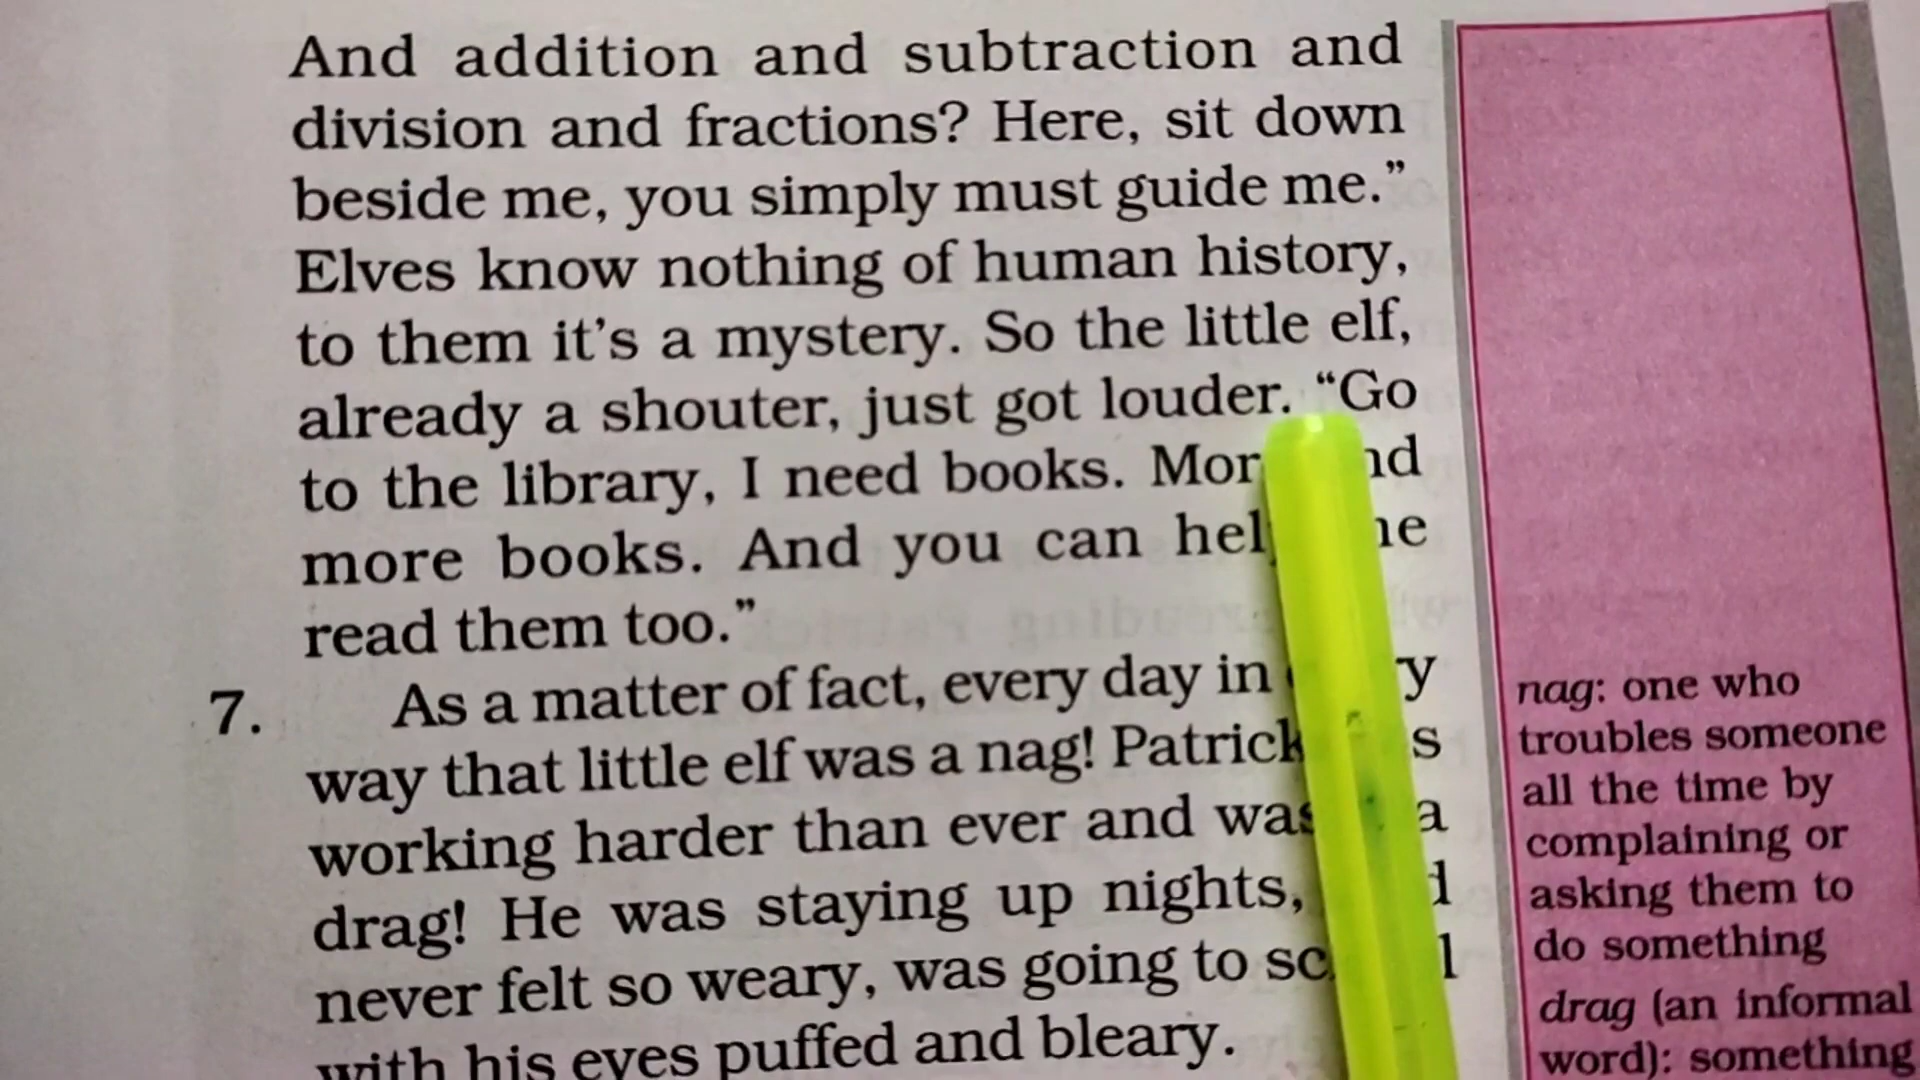 And addition and subtraction and
division and fractions? Here, sit down
beside me, you simply must guide me.”
Elves know nothing of human history,
to them it’s a mystery. So the little elf,
already a shouter, just got louder. “Go
to the library, I need books. Mor nd
more books. And you can hel me
read them too.”
7. As a matter of fact, every day in y
way that little elf was a nag! Patrick s
working harder than ever and was a
drag! He was staying up nights,
never felt so weary, was going to sc l
with his eyes puffed and bleary.
nag: one who
troubles someone
all the time by
complaining or
asking them to
do something
drag (an informal
word): something